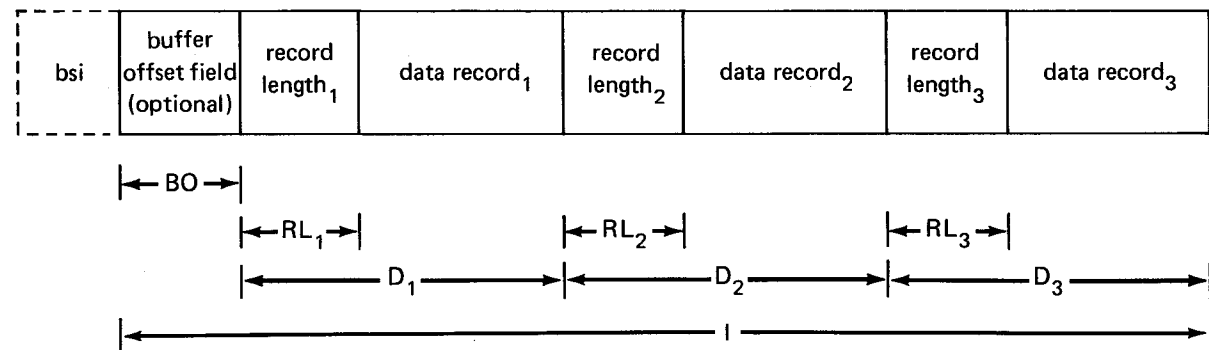 bsi
buffer
offset field
(optional)
record
length₁
data record₁
record
length₂
data record₂
record
length₃
data record₃
BO
RL₁
RL₂
RL₃
D₁
D₂
D₃
I